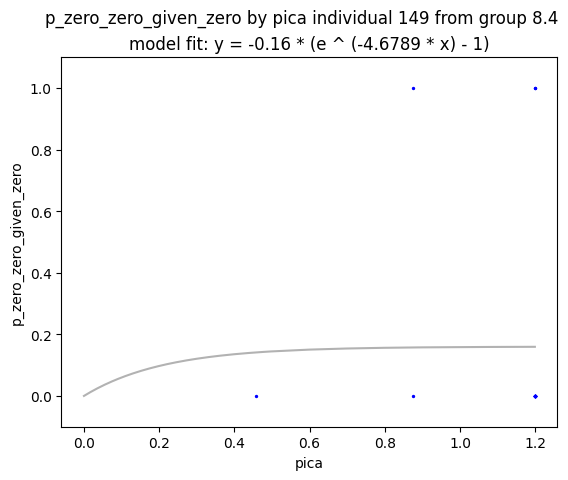 p_zero_zero_given_zero by pica individual 149 from group 8.4
model fit: y = -0.16 * (e ^ (-4.6789 * x) - 1)
1.0
0.8
0.6
0.4
0.2
0.0
p_zero_zero_given_zero
0.0 0.2 0.4 0.6 0.8 1.0 1.2
pica